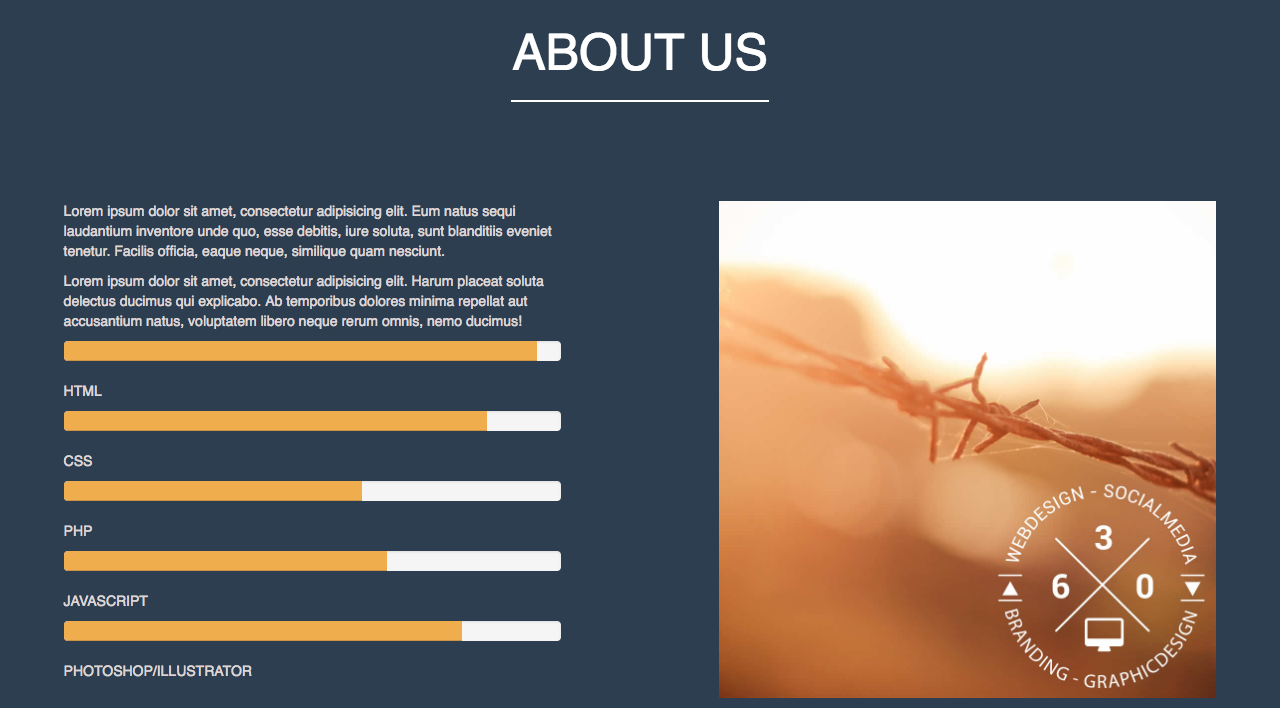 ABOUT US
Lorem ipsum dolor sit amet, consectetur adipisicing elit. Eum natus sequi
laudantium inventore unde quo, esse debitis, iure soluta, sunt blanditiis eveniet
tenetur. Facilis officia, eaque neque, similique quam nesciunt.
Lorem ipsum dolor sit amet, consectetur adipisicing elit. Harum placeat soluta
delectus ducimus qui explicabo. Ab temporibus dolores minima repellat aut
accusantium natus, voluptatem libero neque rerum omnis, nemo ducimus!
HTML
CSS
PHP
JAVASCRIPT
PHOTOSHOP/ILLUSTRATOR
WEBDESIGN - SOCIALMEDIA
3
6 0
BRANDING - GRAPHICDESIGN